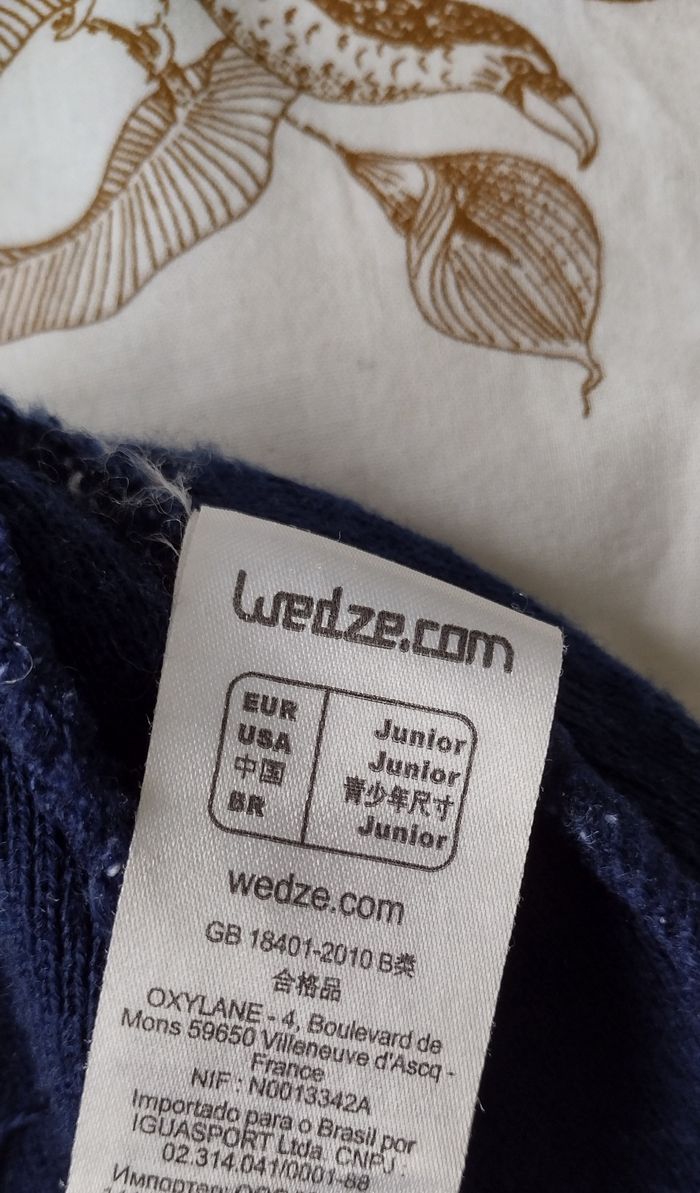 wedze.com
EUR Junior
USA Junior
中国 青少年尺寸
BR Junior
wedze.com
GB 18401-2010 B类
合格品
OXYLANE - 4, Boulevard de
Mons 59650 Villeneuve d'Ascq -
France
NIF : N0013342A
Importado para o Brasil por
IGUASPORT Ltda, CNPJ :
02.314.041/0001-88
Импортер: ООО